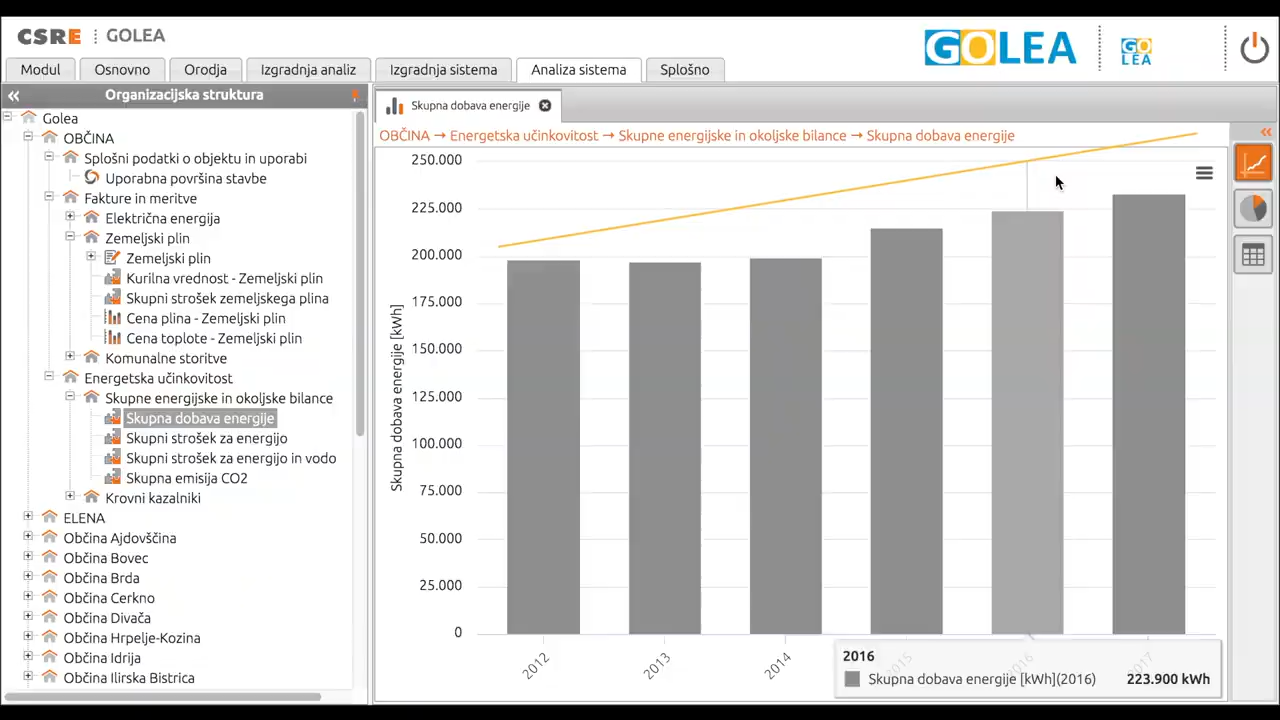 CSRE GOLEA
GOLEA
GO LEA
Modul Osnovno Orodja Izgradnja analiz Izgradnja sistema Analiza sistema Splošno
« Organizacijska struktura
Golea
OBČINA
Splošni podatki o objektu in uporabi
Uporabna površina stavbe
Fakture in meritve
Električna energija
Zemeljski plin
Zemeljski plin
Kurilna vrednost - Zemeljski plin
Skupni strošek zemeljskega plina
Cena plina - Zemeljski plin
Cena toplote - Zemeljski plin
Komunalne storitve
Energetska učinkovitost
Skupne energijske in okoljske bilance
Skupna dobava energije
Skupni strošek za energijo
Skupni strošek za energijo in vodo
Skupna emisija CO2
Krovni kazalniki
ELENA
Občina Ajdovščina
Občina Bovec
Občina Brda
Občina Cerkno
Občina Divača
Občina Hrpelje-Kozina
Občina Idrija
Občina Ilirska Bistrica
Skupna dobava energije
OBČINA → Energetska učinkovitost → Skupne energijske in okoljske bilance → Skupna dobava energije
«
Skupna dobava energije [kWh]
250.000
225.000
200.000
175.000
150.000
125.000
100.000
75.000
50.000
25.000
0
2012 2013 2014 2015 2016 2017
2016
Skupna dobava energije [kWh](2016) 223.900 kWh